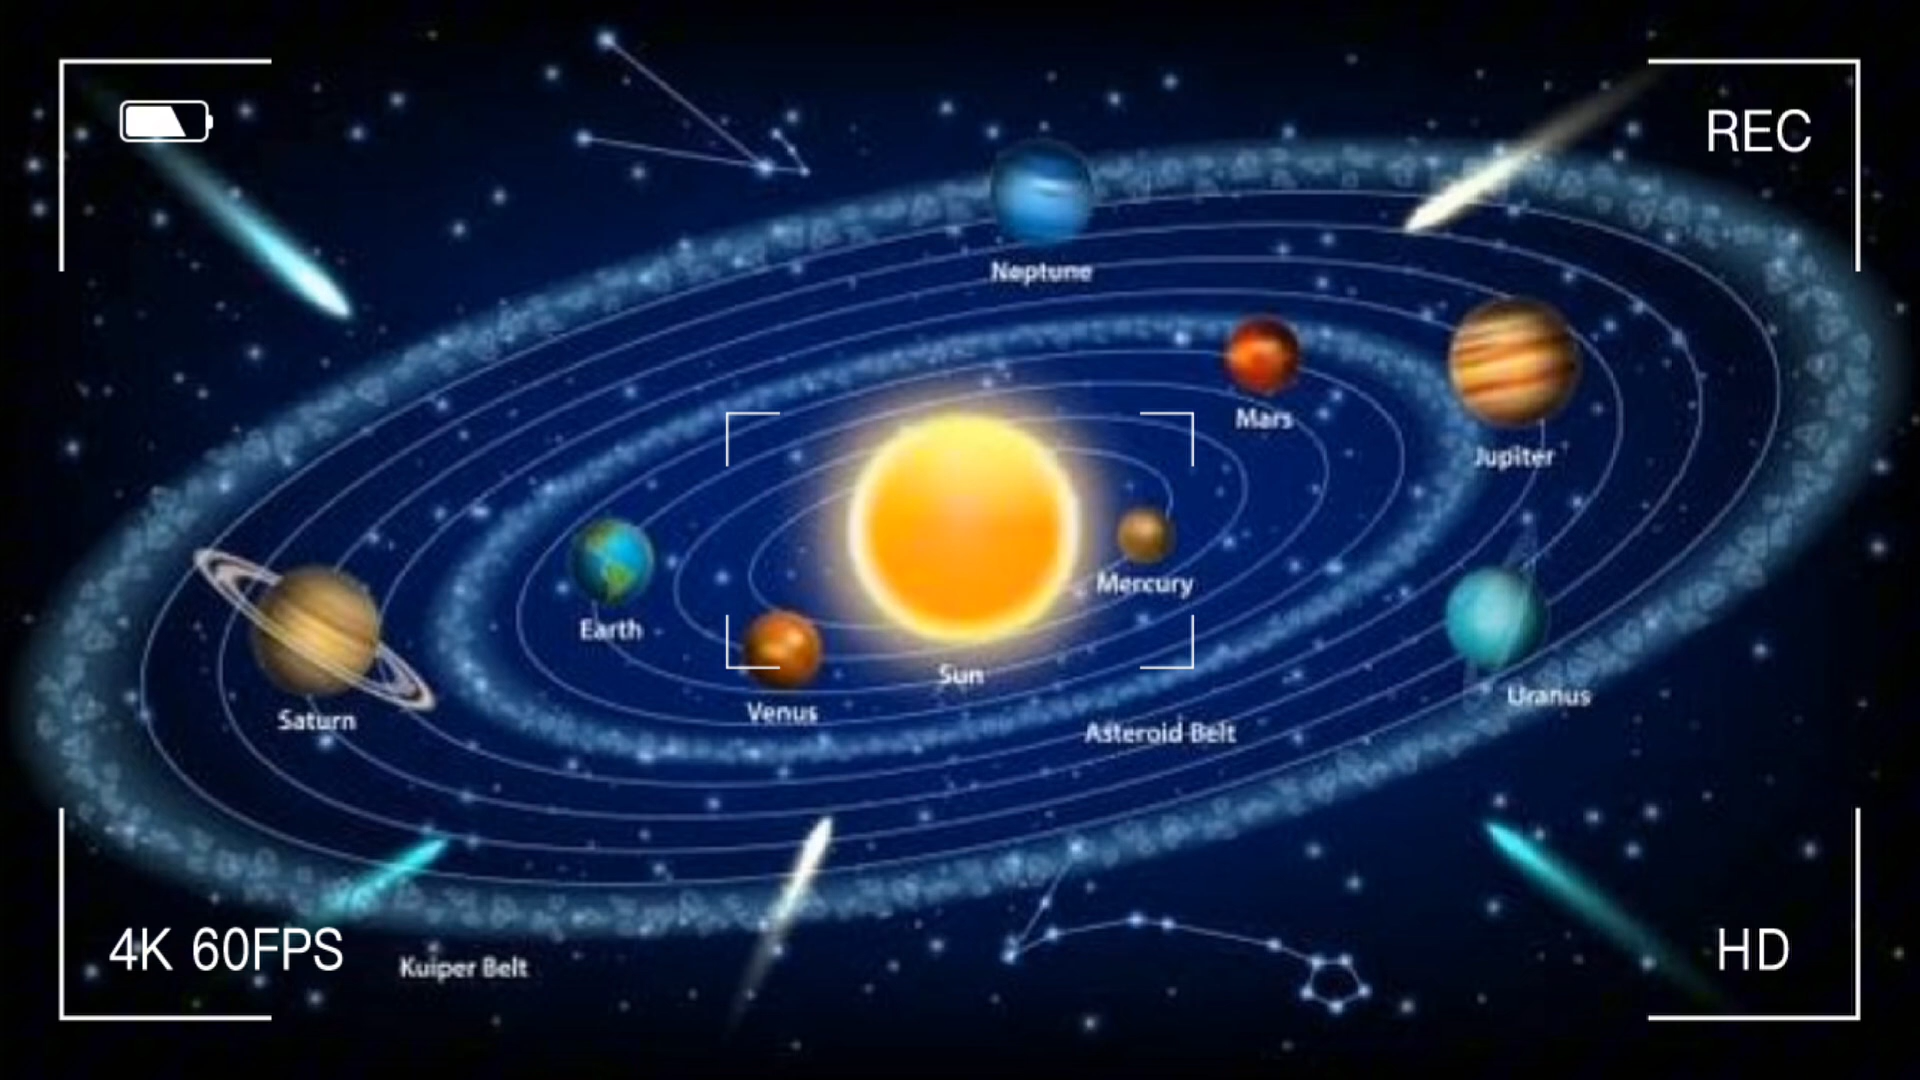 REC
Neptune
Mars
Jupiter
Mercury
Earth
Sun
Uranus
Venus
Saturn
Asteroid Belt
4K 60FPS
HD
Kuiper Belt